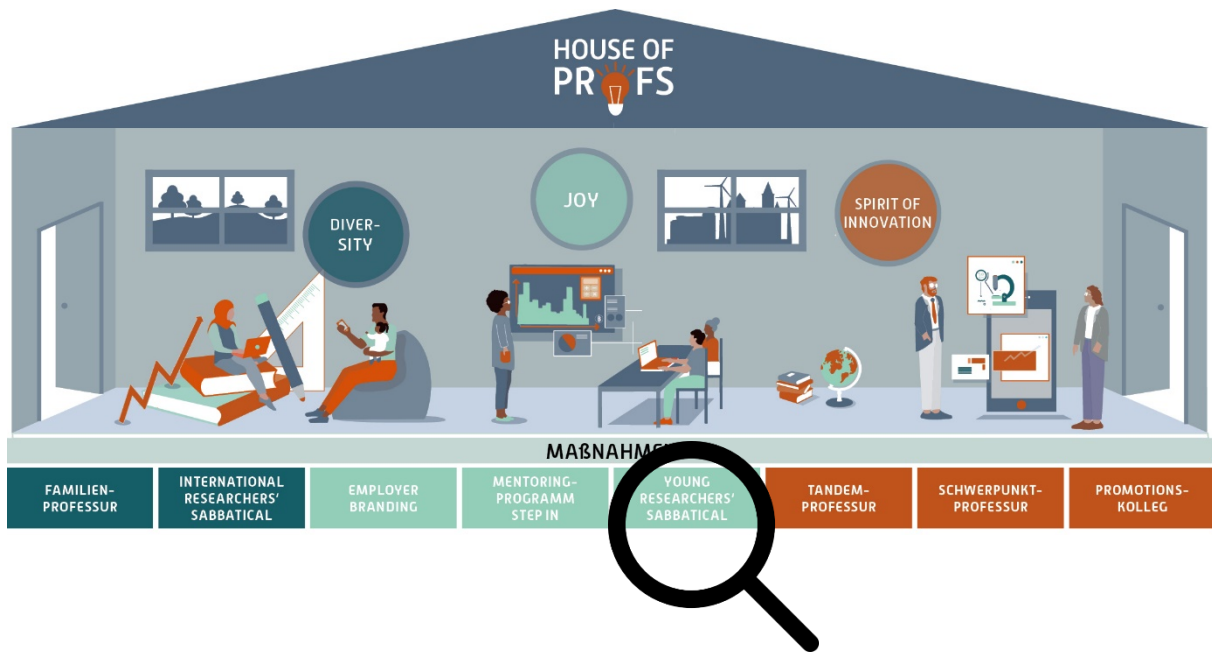 HOUSE OF
PROFS
DIVER-
SITY
JOY
SPIRIT OF
INNOVATION
MAßNAHMEN
FAMILIEN-
PROFESSUR
INTERNATIONAL
RESEARCHERS'
SABBATICAL
EMPLOYER
BRANDING
MENTORING-
PROGRAMM
STEP IN
YOUNG
RESEARCHERS'
SABBATICAL
TANDEM-
PROFESSUR
SCHWERPUNKT-
PROFESSUR
PROMOTIONS-
KOLLEG